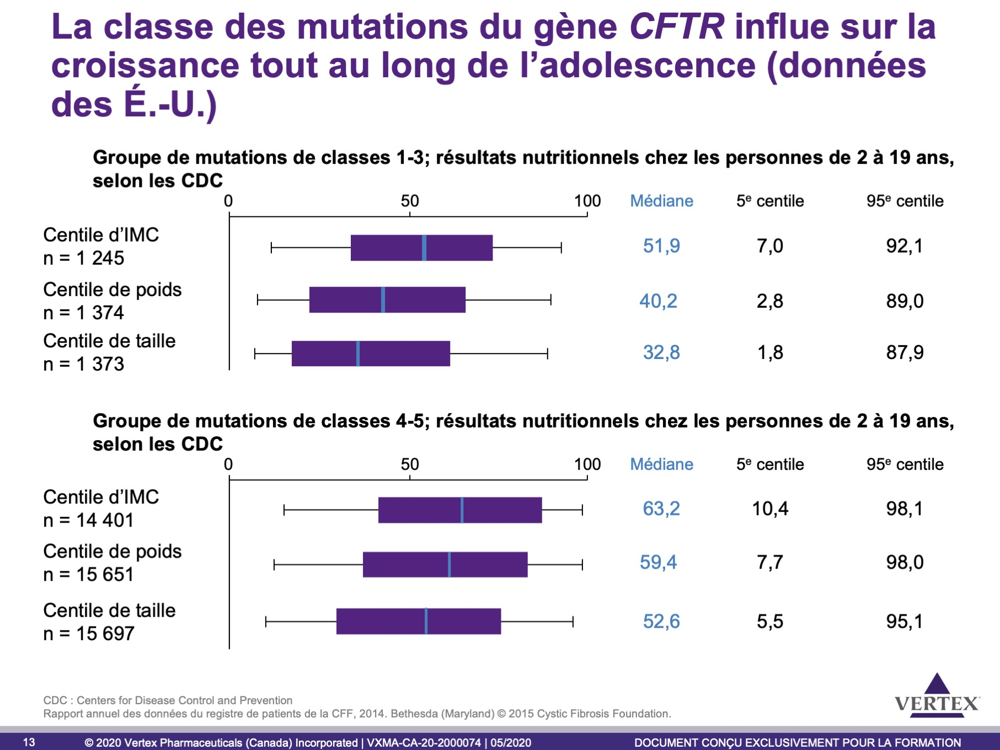 La classe des mutations du gène CFTR influe sur la
croissance tout au long de l’adolescence (données
des É.-U.)
Groupe de mutations de classes 1-3; résultats nutritionnels chez les personnes de 2 à 19 ans,
selon les CDC
0 50 100 Médiane 5e centile 95e centile
Centile d’IMC
n = 1 245
51,9 7,0 92,1
Centile de poids
n = 1 374
40,2 2,8 89,0
Centile de taille
n = 1 373
32,8 1,8 87,9
Groupe de mutations de classes 4-5; résultats nutritionnels chez les personnes de 2 à 19 ans,
selon les CDC
0 50 100 Médiane 5e centile 95e centile
Centile d’IMC
n = 14 401
63,2 10,4 98,1
Centile de poids
n = 15 651
59,4 7,7 98,0
Centile de taille
n = 15 697
52,6 5,5 95,1
CDC : Centers for Disease Control and Prevention
Rapport annuel des données du registre de patients de la CFF, 2014. Bethesda (Maryland) © 2015 Cystic Fibrosis Foundation.
VERTEX
13 © 2020 Vertex Pharmaceuticals (Canada) Incorporated | VXMA-CA-20-2000074 | 05/2020 DOCUMENT CONÇU EXCLUSIVEMENT POUR LA FORMATION